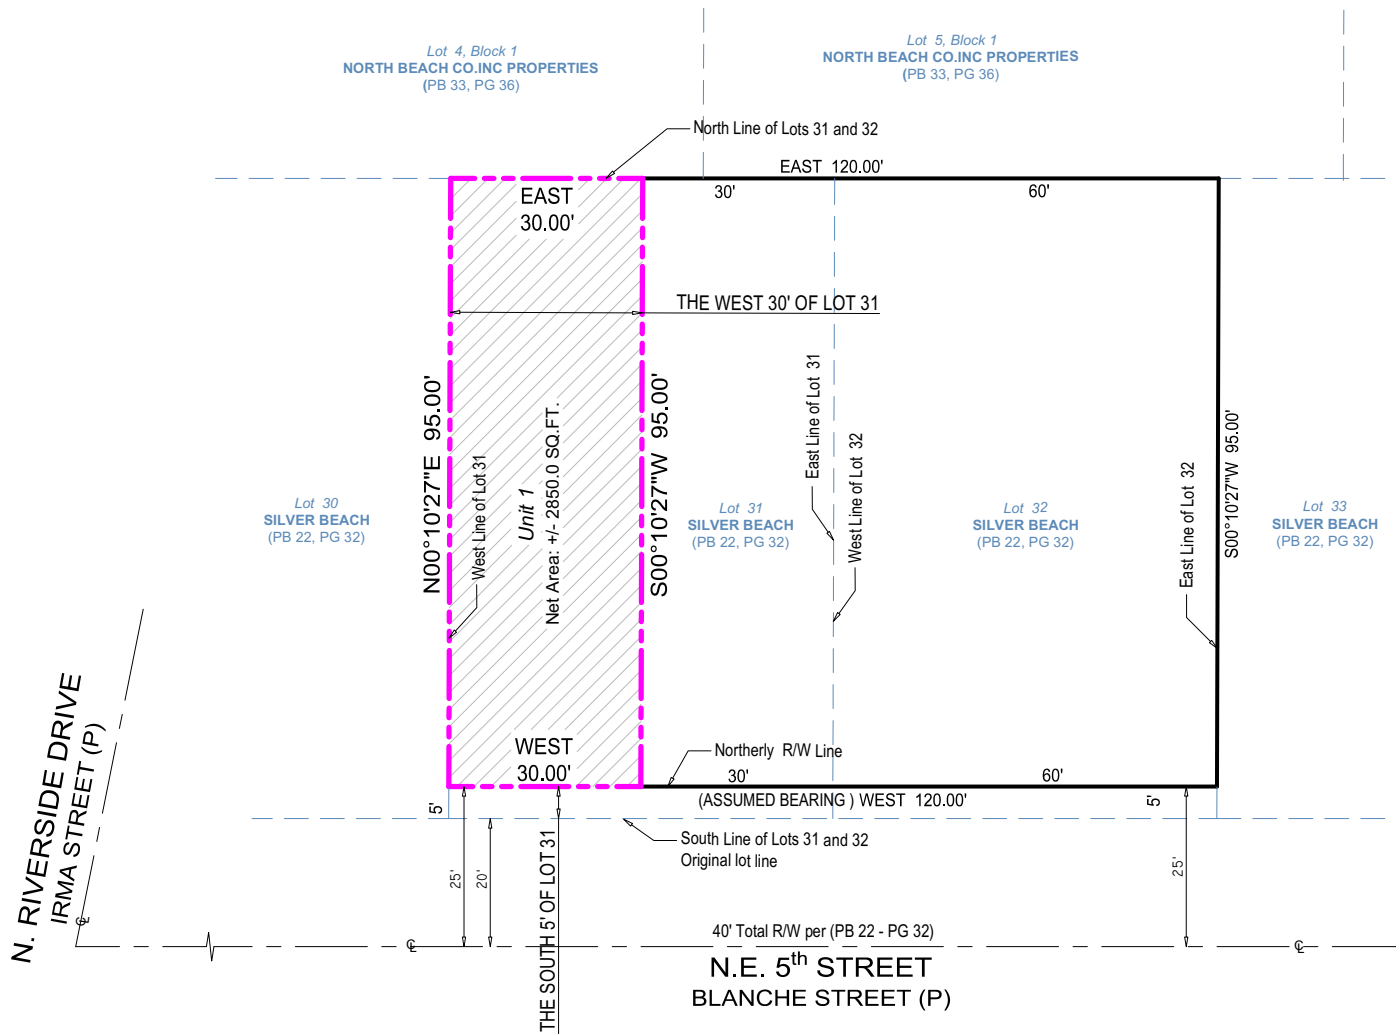 Lot 4, Block 1
NORTH BEACH CO.INC PROPERTIES
(PB 33, PG 36)
Lot 5, Block 1
NORTH BEACH CO.INC PROPERTIES
(PB 33, PG 36)
North Line of Lots 31 and 32
EAST 120.00'
EAST
30.00'
30'
60'
THE WEST 30' OF LOT 31
N00°10'27"E 95.00'
West Line of Lot 31
Unit 1
Net Area: +/- 2850.0 SQ.FT.
S00°10'27"W 95.00'
East Line of Lot 31
West Line of Lot 32
East Line of Lot 32
S00°10'27"W 95.00'
Lot 30
SILVER BEACH
(PB 22, PG 32)
Lot 31
SILVER BEACH
(PB 22, PG 32)
Lot 32
SILVER BEACH
(PB 22, PG 32)
Lot 33
SILVER BEACH
(PB 22, PG 32)
WEST
30.00'
Northerly R/W Line
30'
60'
(ASSUMED BEARING ) WEST 120.00'
5'
5'
South Line of Lots 31 and 32
Original lot line
25'
20'
THE SOUTH 5' OF LOT 31
25'
N. RIVERSIDE DRIVE
IRMA STREET (P)
℄
℄
40' Total R/W per (PB 22 - PG 32)
℄
N.E. 5th STREET
BLANCHE STREET (P)